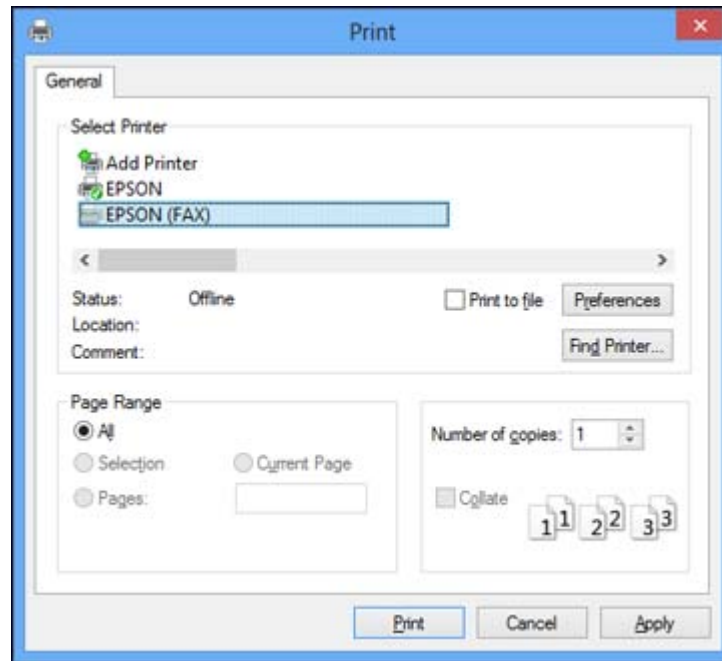 Print
General
Select Printer
Add Printer
EPSON
EPSON (FAX)
Status: Offline
Print to file
Preferences
Location:
Comment:
Find Printer...
Page Range
All
Selection
Current Page
Pages:
Number of copies: 1
Collate
1 1 2 2 3 3
Print
Cancel
Apply